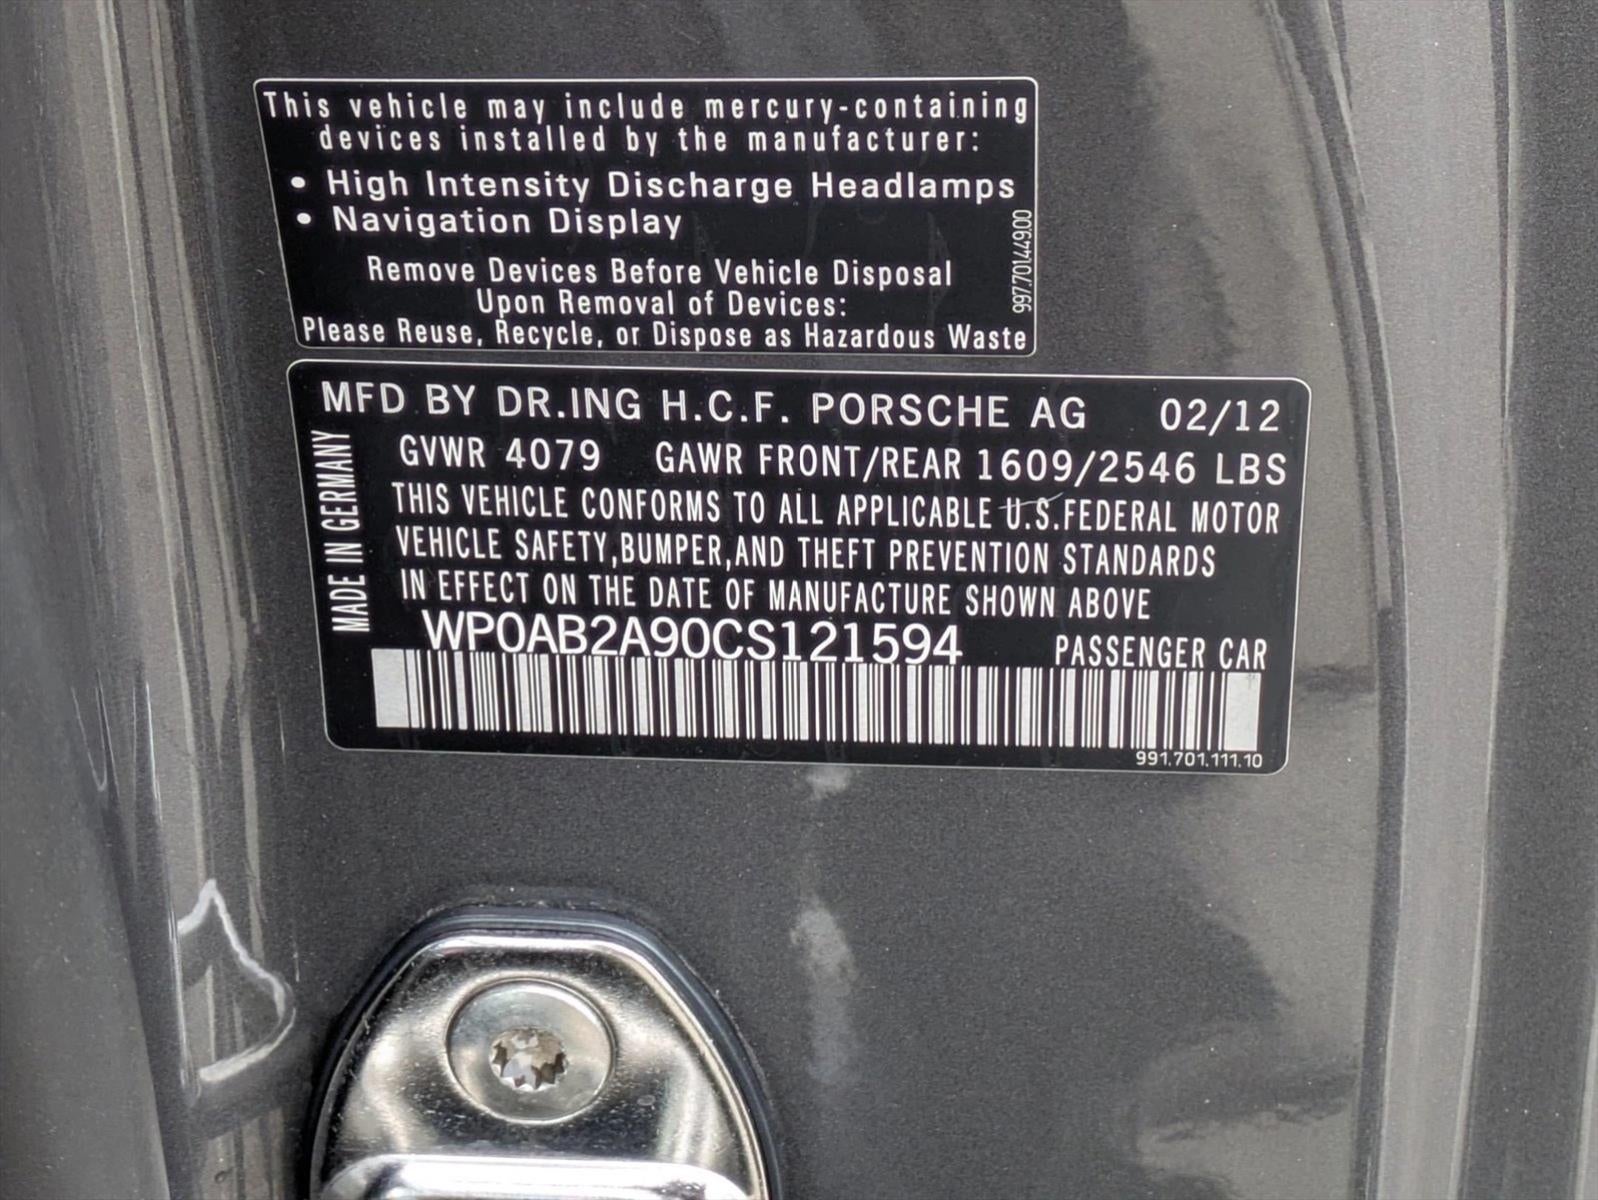 This vehicle may include mercury-containing
devices installed by the manufacturer:
• High Intensity Discharge Headlamps
• Navigation Display
Remove Devices Before Vehicle Disposal
Upon Removal of Devices:
Please Reuse, Recycle, or Dispose as Hazardous Waste
MFD BY DR.ING H.C.F. PORSCHE AG 02/12
GVWR 4079 GAWR FRONT/REAR 1609/2546 LBS
THIS VEHICLE CONFORMS TO ALL APPLICABLE U.S.FEDERAL MOTOR
VEHICLE SAFETY,BUMPER,AND THEFT PREVENTION STANDARDS
IN EFFECT ON THE DATE OF MANUFACTURE SHOWN ABOVE
MADE IN GERMANY
WP0AB2A90CS121594 PASSENGER CAR
991.701.111.10